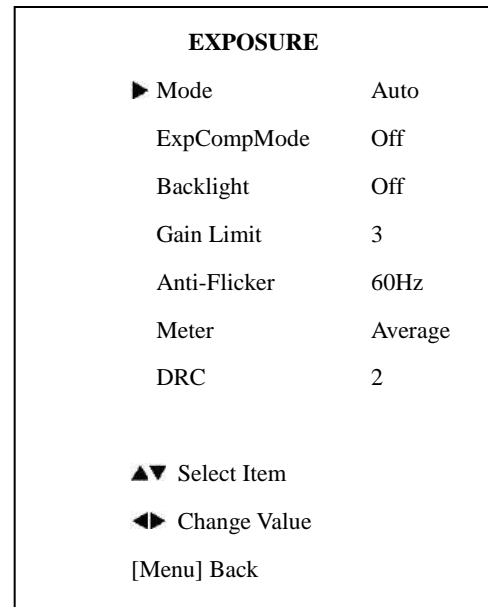 EXPOSURE
▶ Mode Auto
ExpCompMode Off
Backlight Off
Gain Limit 3
Anti-Flicker 60Hz
Meter Average
DRC 2
▲▼ Select Item
◀▶ Change Value
[Menu] Back